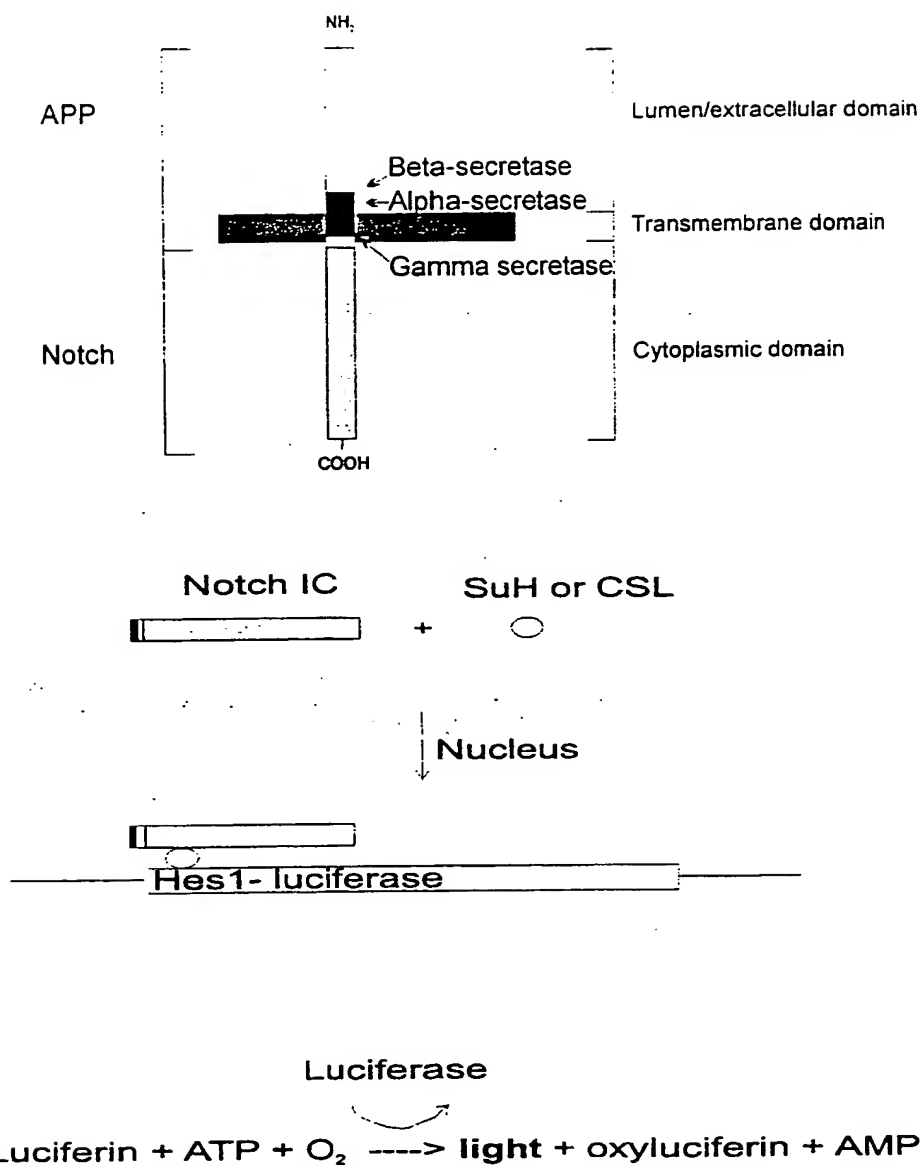 NH₂
APP
Lumen/extracellular domain
Beta-secretase
Alpha-secretase
Transmembrane domain
Gamma secretase
Notch
Cytoplasmic domain
COOH
Notch IC
SuH or CSL
+
Nucleus
Hes1- luciferase
Luciferase
Luciferin + ATP + O₂ ----> light + oxyluciferin + AMP